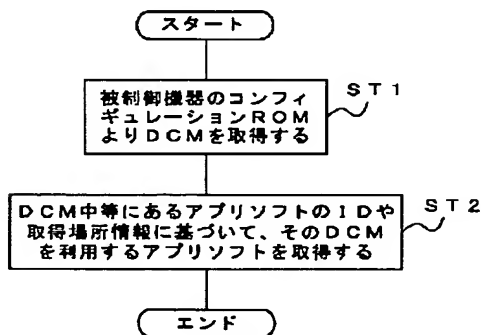 スタート
ST1
被制御機器のコンフィ
ギュレーションROM
よりDCMを取得する
ST2
DCM中等にあるアプリソフトのIDや
取得場所情報に基づいて、そのDCM
を利用するアプリソフトを取得する
エンド